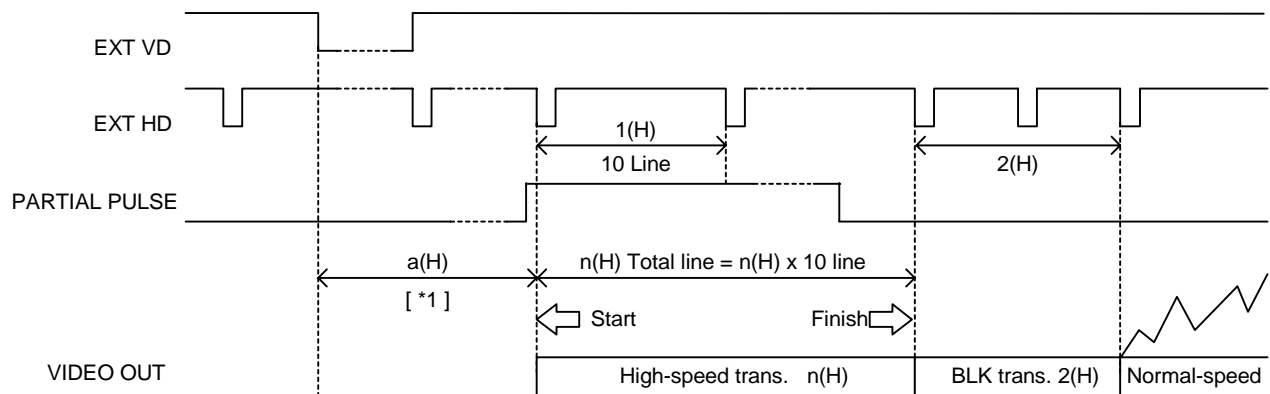 EXT VD
EXT HD
1(H)
10 Line
2(H)
PARTIAL PULSE
a(H)
n(H) Total line = n(H) x 10 line
[ *1 ]
Start
Finish
VIDEO OUT
High-speed trans. n(H)
BLK trans. 2(H)
Normal-speed